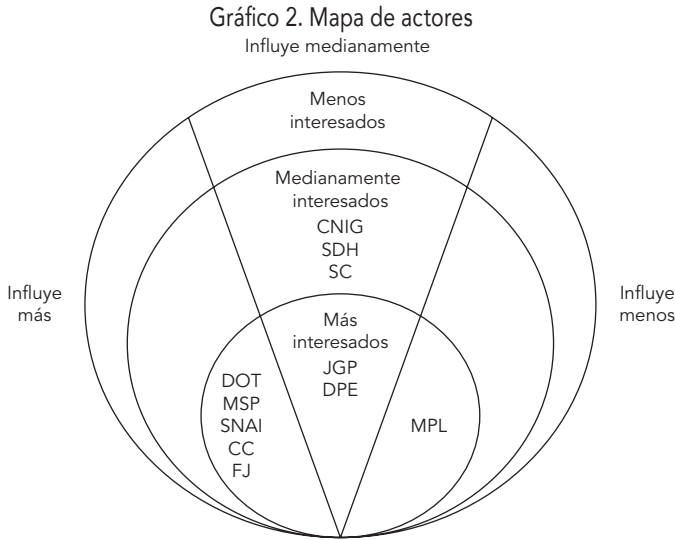 Gráfico 2. Mapa de actores
Influye medianamente
Menos
interesados
Medianamente
interesados
CNIG
SDH
SC
Influye
más
Influye
menos
Más
interesados
JGP
DPE
DOT
MSP
SNAI
CC
FJ
MPL